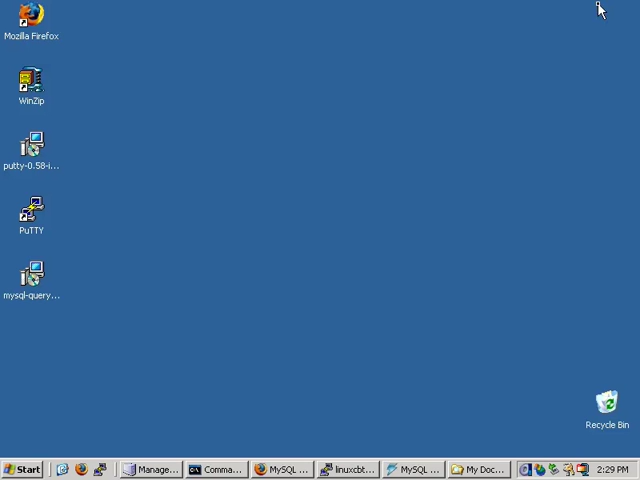 Mozilla Firefox
WinZip
putty-0.58-i...
PuTTY
mysql-query...
Recycle Bin
Start
Manage...
Comma...
MySQL ...
linuxcbt...
MySQL ...
My Doc...
2:29 PM